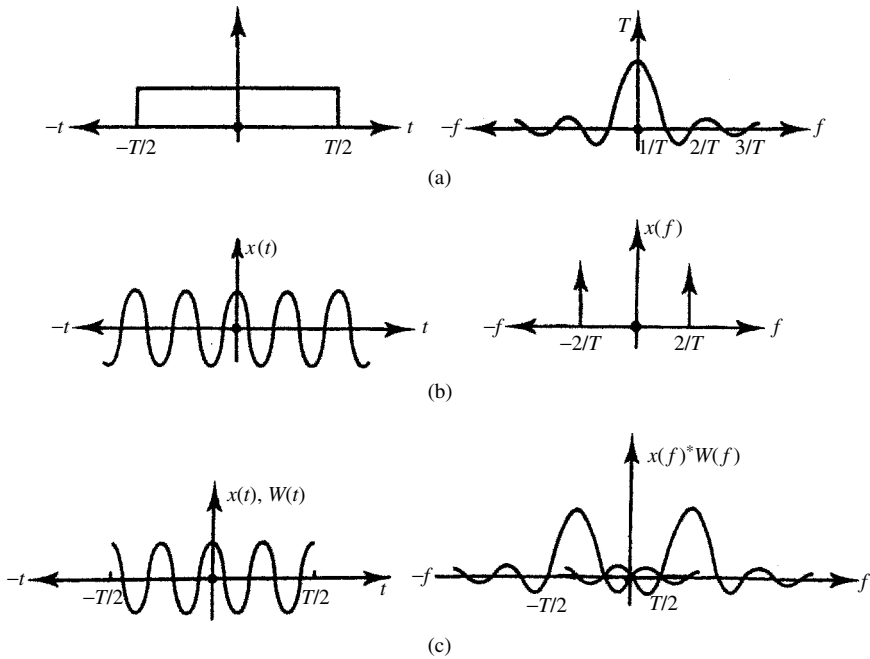 T
−t
t
−f
f
−T/2
T/2
1/T
2/T
3/T
(a)
x(t)
x(f)
−t
t
−f
f
−2/T
2/T
(b)
x(t), W(t)
x(f)*W(f)
−t
t
−f
f
−T/2
T/2
−T/2
T/2
(c)